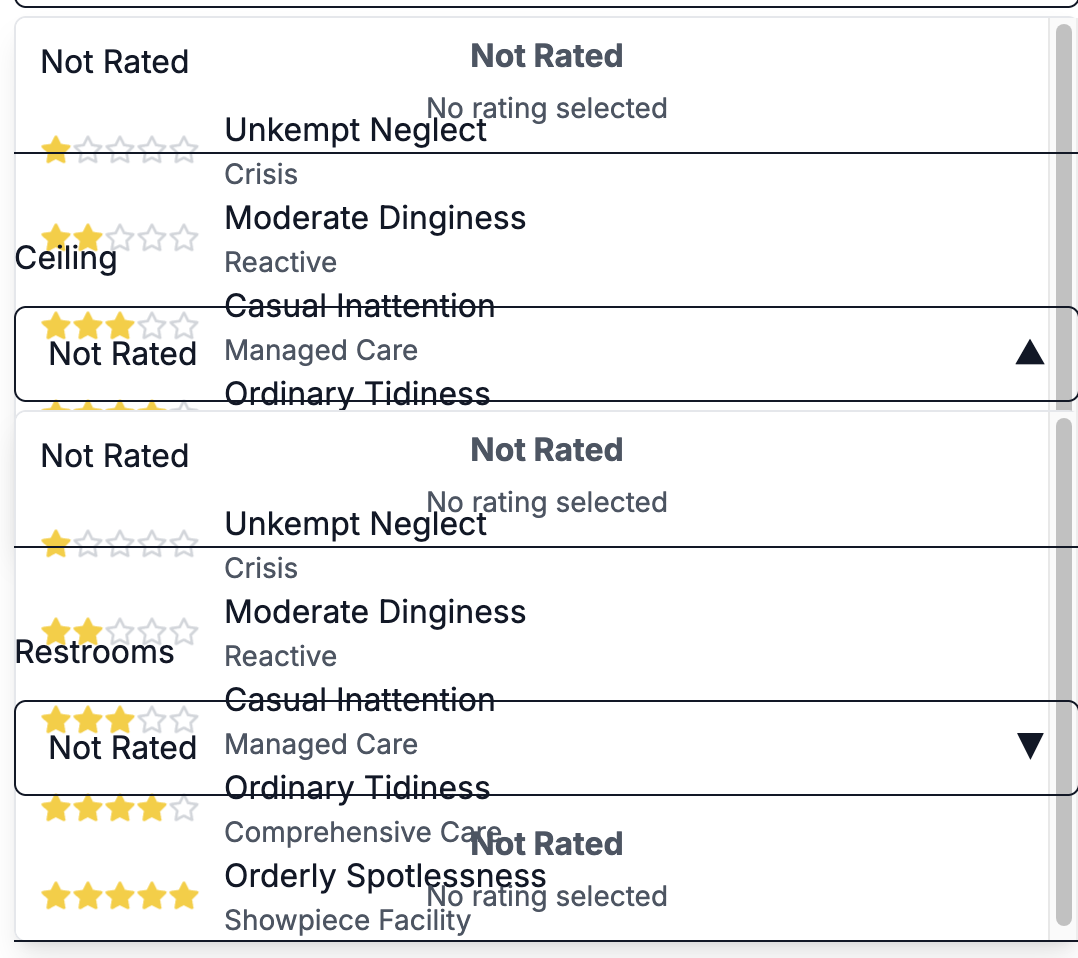 Not Rated
Not Rated
No rating selected
Unkempt Neglect
Crisis
Moderate Dinginess
Reactive
Ceiling
Casual Inattention
Managed Care
Not Rated
Ordinary Tidiness
Not Rated
Not Rated
No rating selected
Unkempt Neglect
Crisis
Moderate Dinginess
Reactive
Restrooms
Casual Inattention
Managed Care
Not Rated
Ordinary Tidiness
Comprehensive Care
Not Rated
Orderly Spotlessness
No rating selected
Showpiece Facility